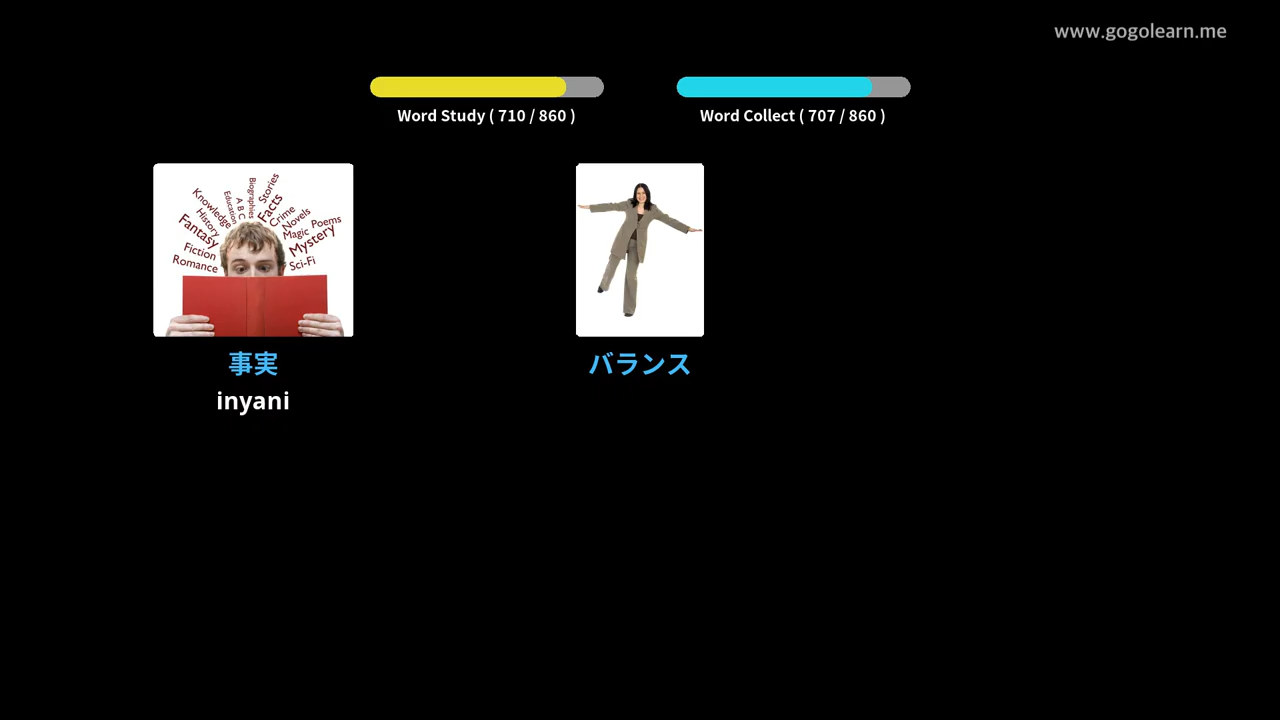 www.gogolearn.me
Word Study ( 710 / 860 )
Word Collect ( 707 / 860 )
Knowledge
History
Fantasy
Fiction
Romance
Education
A B C
Biographies
Stories
Facts
Crime
Novels
Magic
Poems
Mystery
Sci-Fi
事実
inyani
バランス